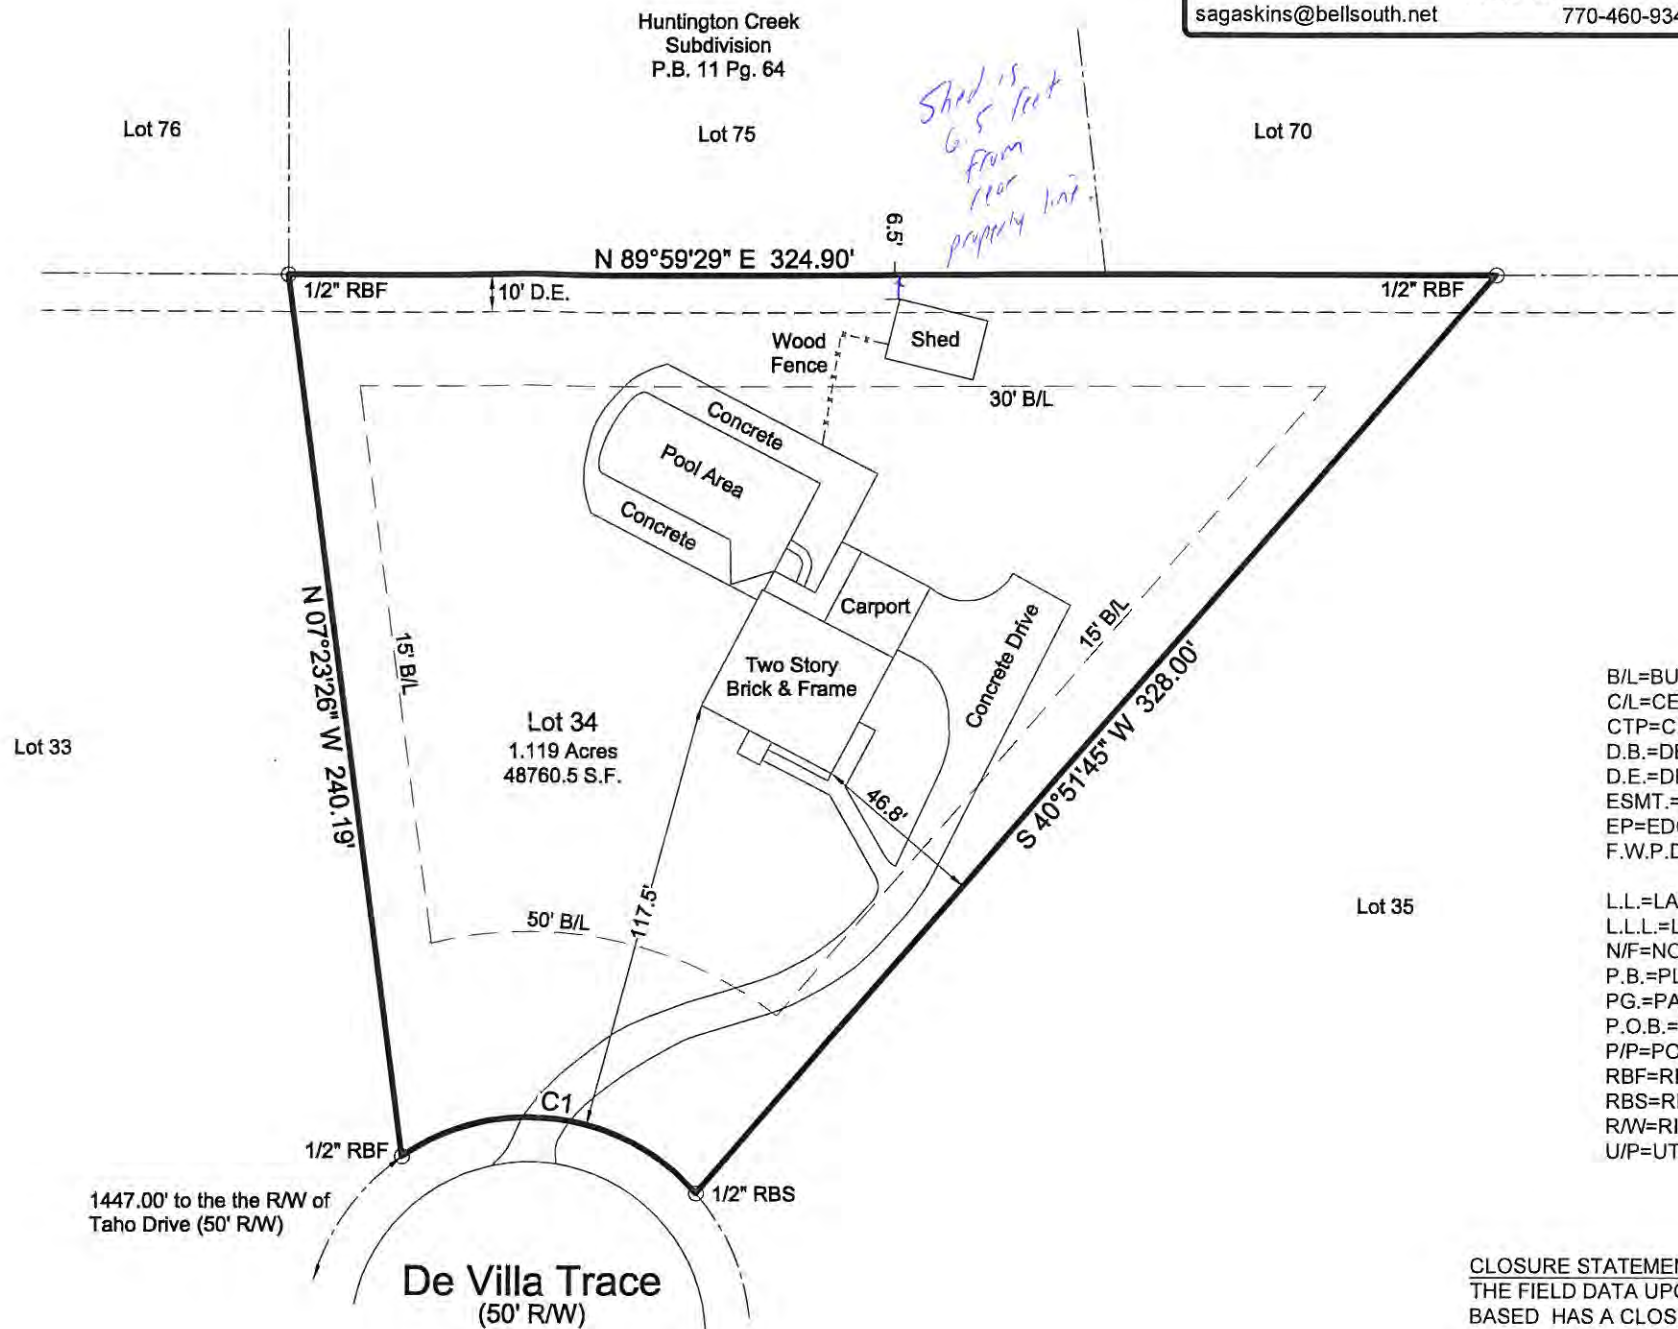 sagaskins@bellsouth.net
Huntington Creek
Subdivision
P.B. 11 Pg. 64
Lot 76
Lot 75
Shed is
6.5 feet
from
rear
property line.
Lot 70
6.5'
N 89°59'29" E 324.90'
1/2" RBF
10' D.E.
1/2" RBF
Wood
Fence
Shed
30' B/L
Concrete
Pool Area
Concrete
Carport
Concrete Drive
15' B/L
N 07°23'26" W 240.19'
15' B/L
Two Story
Brick & Frame
S 40°51'45" W 328.00'
Lot 33
Lot 34
1.119 Acres
48760.5 S.F.
46.8'
Lot 35
50' B/L
117.5'
C1
1/2" RBF
1/2" RBS
1447.00' to the the R/W of
Taho Drive (50' R/W)
De Villa Trace
(50' R/W)
770-460-934
B/L=BU
C/L=CE
CTP=C
D.B.=DE
D.E.=DI
ESMT.=
EP=EDG
F.W.P.D
L.L.=LA
L.L.L.=L
N/F=NO
P.B.=PL
PG.=PA
P.O.B.=
P/P=PO
RBF=RI
RBS=RI
R/W=RI
U/P=UT
CLOSURE STATEMEN
THE FIELD DATA UPO
BASED HAS A CLOS